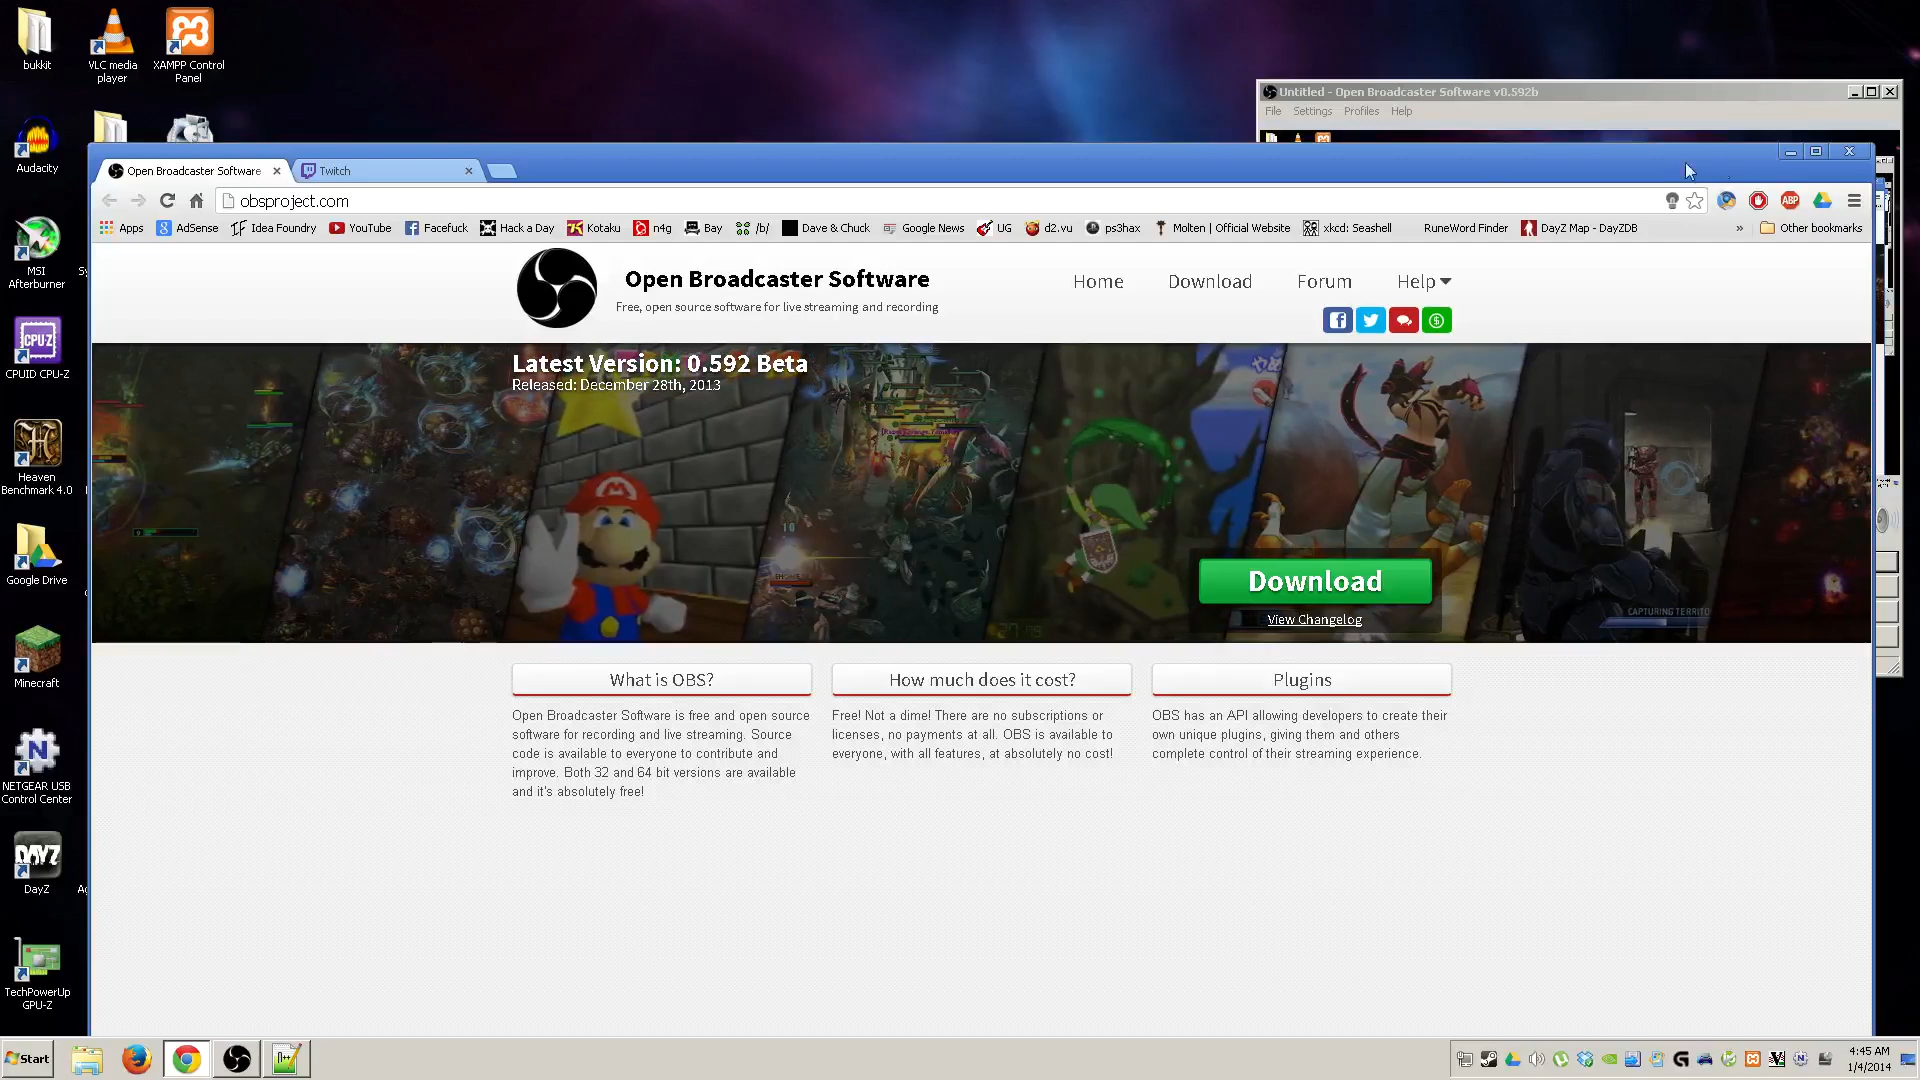 bukkit
VLC media player
XAMPP Control Panel
Audacity
MSI Afterburner
CPU-Z
CPUID CPU-Z
Heaven Benchmark 4.0
Google Drive
Minecraft
NETGEAR USB Control Center
DAYZ
DayZ
TechPowerUp GPU-Z
Untitled - Open Broadcaster Software v0.592b
File Settings Profiles Help
Open Broadcaster Software
Twitch
obsproject.com
ABP
Apps AdSense Idea Foundry YouTube Facefuck Hack a Day Kotaku n4g Bay /b/ Dave & Chuck Google News UG d2.vu ps3hax Molten | Official Website xkcd: Seashell RuneWord Finder DayZ Map - DayZDB » Other bookmarks
Open Broadcaster Software
Free, open source software for live streaming and recording
Home Download Forum Help
Latest Version: 0.592 Beta
Released: December 28th, 2013
CAPTURING TERRITO
Download
View Changelog
What is OBS?
Open Broadcaster Software is free and open source
software for recording and live streaming. Source
code is available to everyone to contribute and
improve. Both 32 and 64 bit versions are available
and it's absolutely free!
How much does it cost?
Free! Not a dime! There are no subscriptions or
licenses, no payments at all. OBS is available to
everyone, with all features, at absolutely no cost!
Plugins
OBS has an API allowing developers to create their
own unique plugins, giving them and others
complete control of their streaming experience.
Start
4:45 AM
1/4/2014